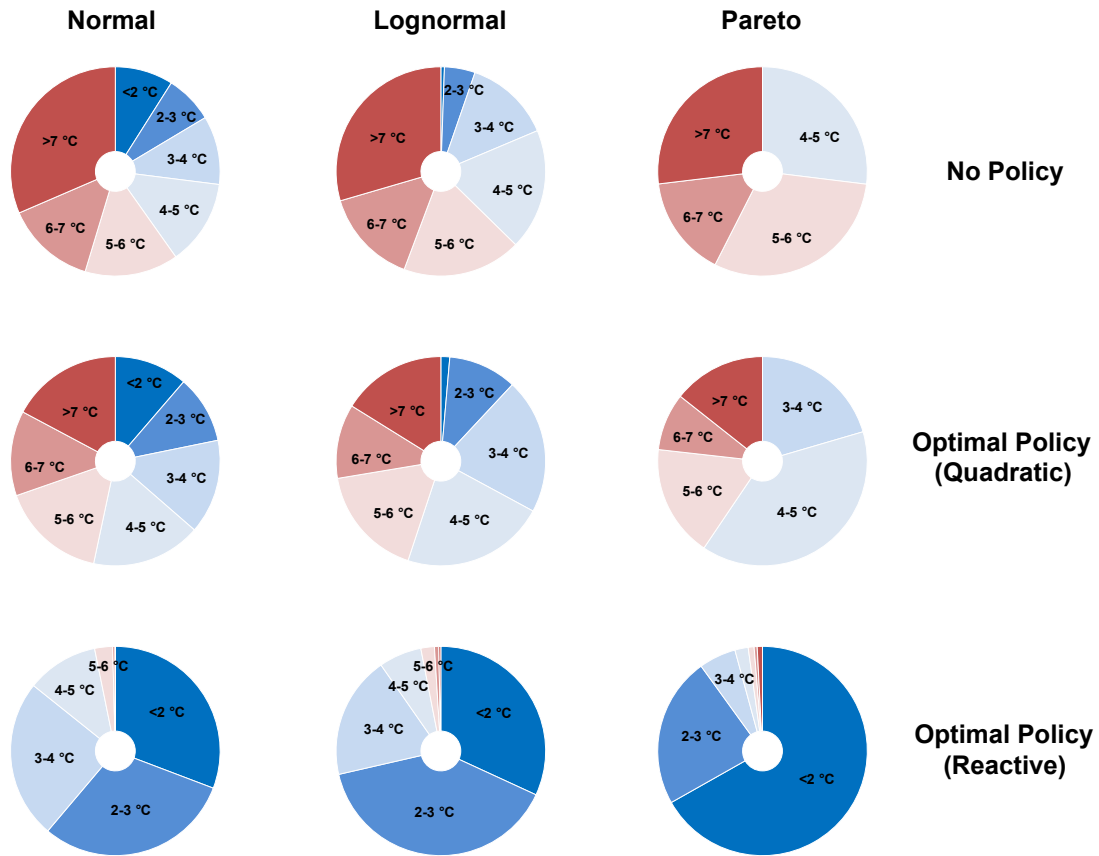 Normal
Lognormal
Pareto
<2 °C
2-3 °C
3-4 °C
4-5 °C
5-6 °C
6-7 °C
>7 °C
2-3 °C
3-4 °C
4-5 °C
5-6 °C
6-7 °C
>7 °C
4-5 °C
5-6 °C
6-7 °C
>7 °C
No Policy
<2 °C
2-3 °C
3-4 °C
4-5 °C
5-6 °C
6-7 °C
>7 °C
2-3 °C
3-4 °C
4-5 °C
5-6 °C
6-7 °C
>7 °C
3-4 °C
4-5 °C
5-6 °C
6-7 °C
>7 °C
Optimal Policy
(Quadratic)
<2 °C
2-3 °C
3-4 °C
4-5 °C
5-6 °C
<2 °C
2-3 °C
3-4 °C
4-5 °C
5-6 °C
<2 °C
2-3 °C
3-4 °C
Optimal Policy
(Reactive)